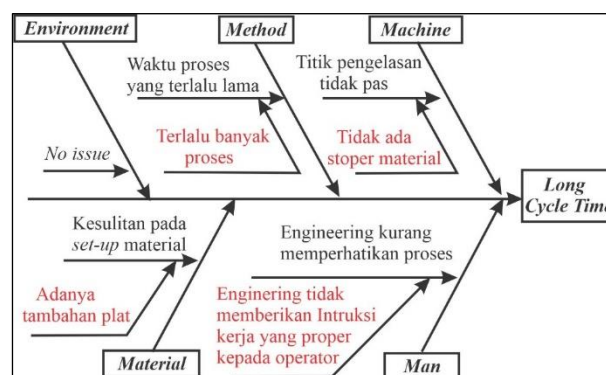 Environment
Method
Machine
Waktu proses
yang terlalu lama
Titik pengelasan
tidak pas
Terlalu banyak
proses
Tidak ada
stoper material
No issue
Long
Cycle Time
Kesulitan pada
set-up material
Engineering kurang
memperhatikan proses
Adanya
tambahan plat
Enginering tidak
memberikan Intruksi
kerja yang proper
kepada operator
Material
Man